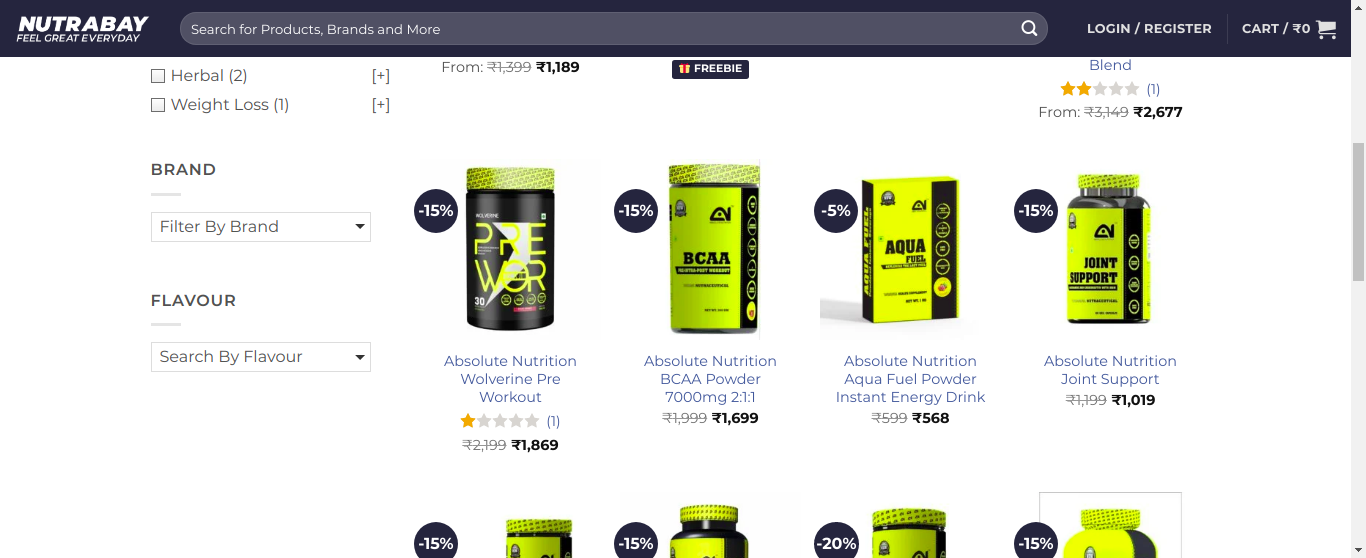 NUTRABAY
FEEL GREAT EVERYDAY
Search for Products, Brands and More
LOGIN / REGISTER
CART / ₹0
Herbal (2) [+]
Weight Loss (1) [+]
BRAND
Filter By Brand
FLAVOUR
Search By Flavour
From: ₹1,399 ₹1,189
FREEBIE
Blend
(1)
From: ₹3,149 ₹2,677
-15%
WOLVERINE
PRE
WOR
30
Absolute Nutrition
Wolverine Pre
Workout
(1)
₹2,199 ₹1,869
-15%
BCAA
Absolute Nutrition
BCAA Powder
7000mg 2:1:1
₹1,999 ₹1,699
-5%
AQUA FUEL
AQUA
FUEL
Absolute Nutrition
Aqua Fuel Powder
Instant Energy Drink
₹599 ₹568
-15%
JOINT
SUPPORT
Absolute Nutrition
Joint Support
₹1,199 ₹1,019
-15%
-15%
-20%
-15%